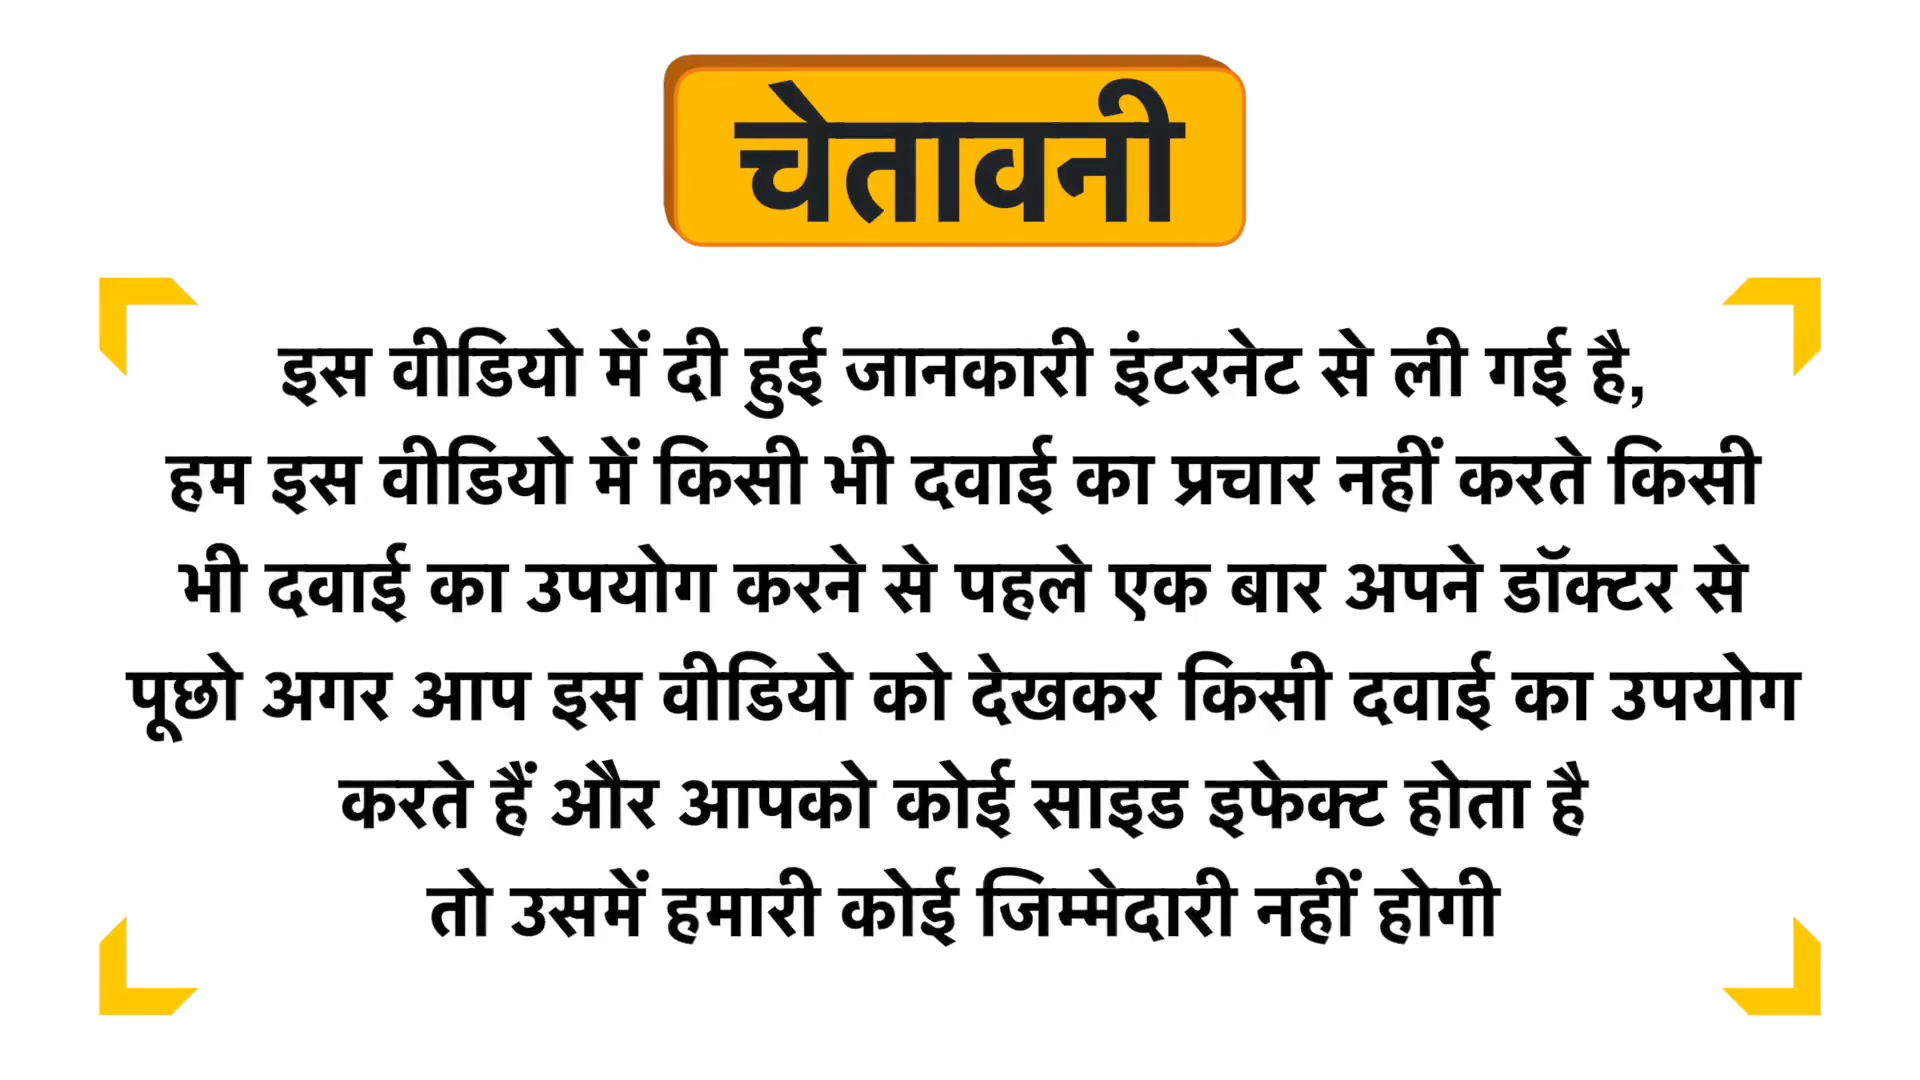 चेतावनी
इस वीडियो में दी हुई जानकारी इंटरनेट से ली गई है,
हम इस वीडियो में किसी भी दवाई का प्रचार नहीं करते किसी
भी दवाई का उपयोग करने से पहले एक बार अपने डॉक्टर से
पूछो अगर आप इस वीडियो को देखकर किसी दवाई का उपयोग
करते हैं और आपको कोई साइड इफेक्ट होता है
तो उसमें हमारी कोई जिम्मेदारी नहीं होगी